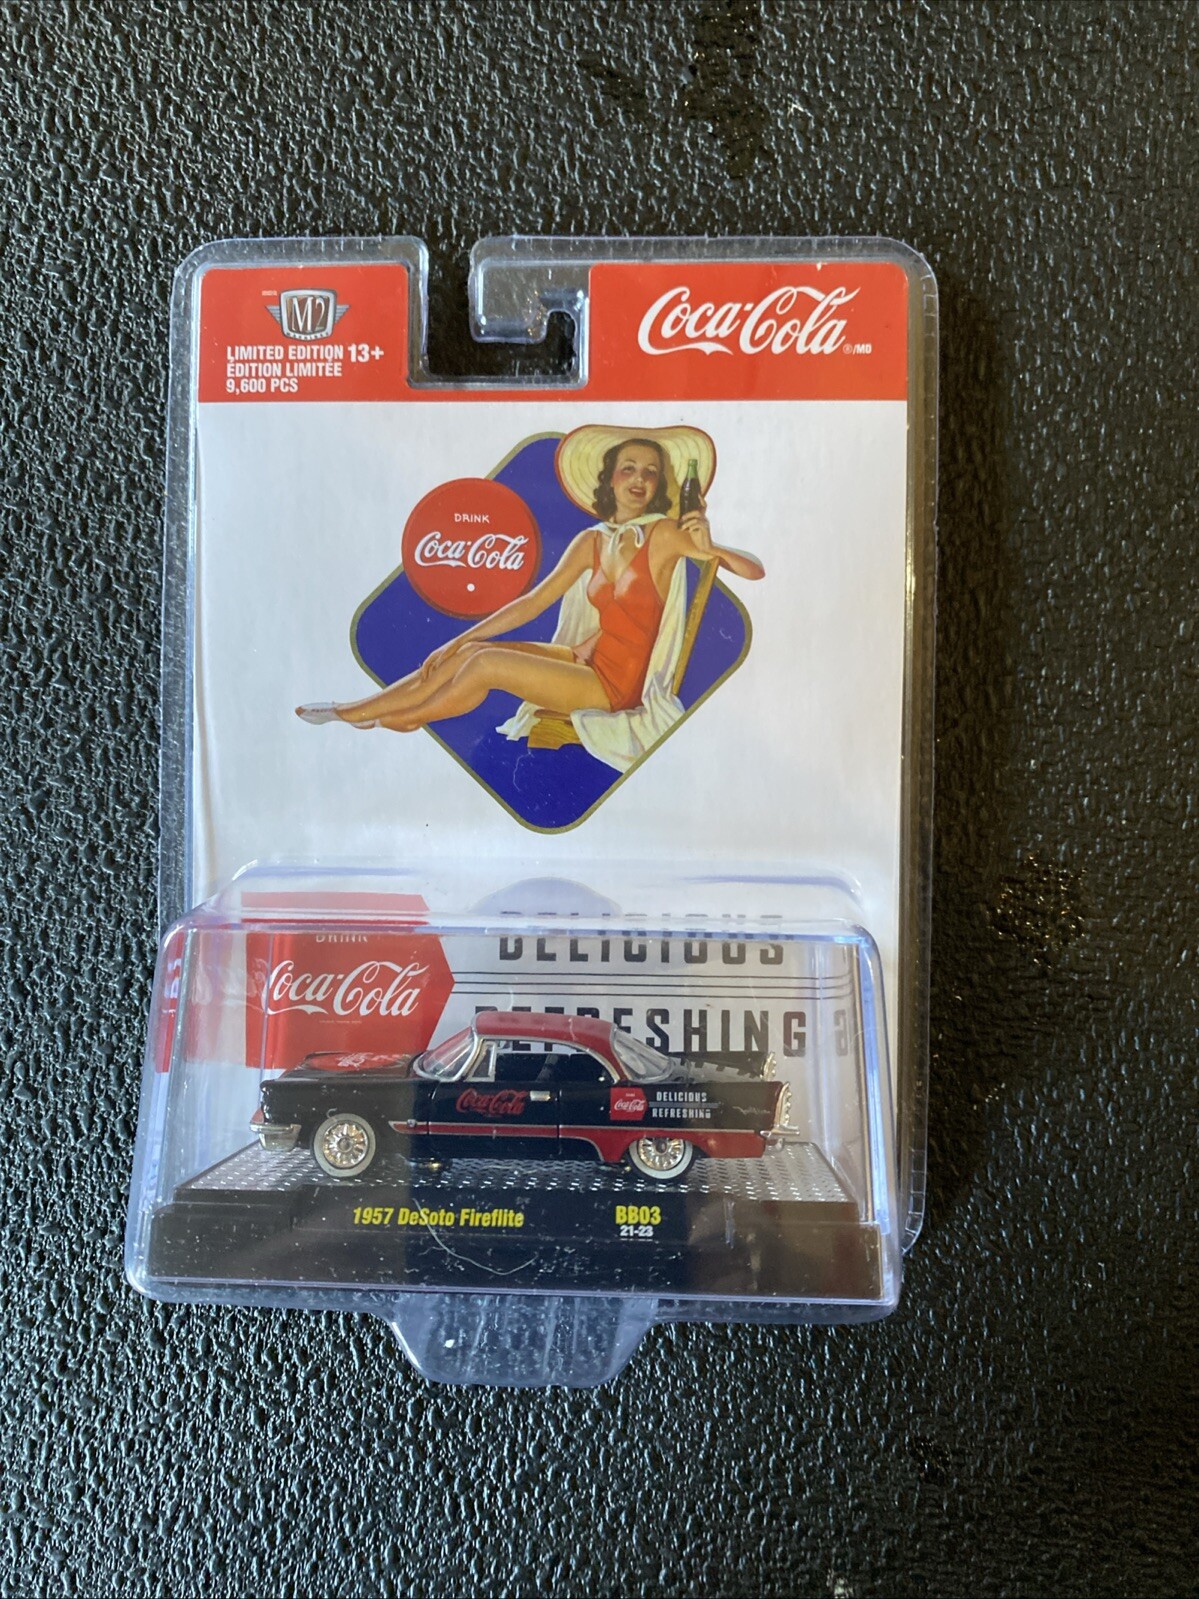 M2
LIMITED EDITION 13+
ÉDITION LIMITÉE
9,600 PCS
Coca-Cola ®/MD
DRINK
Coca-Cola
DRINK
Coca-Cola
DELICIOUS
REFRESHING
Coca-Cola
Coca-Cola
DELICIOUS
REFRESHING
1957 DeSoto Fireflite
BB03
21-23